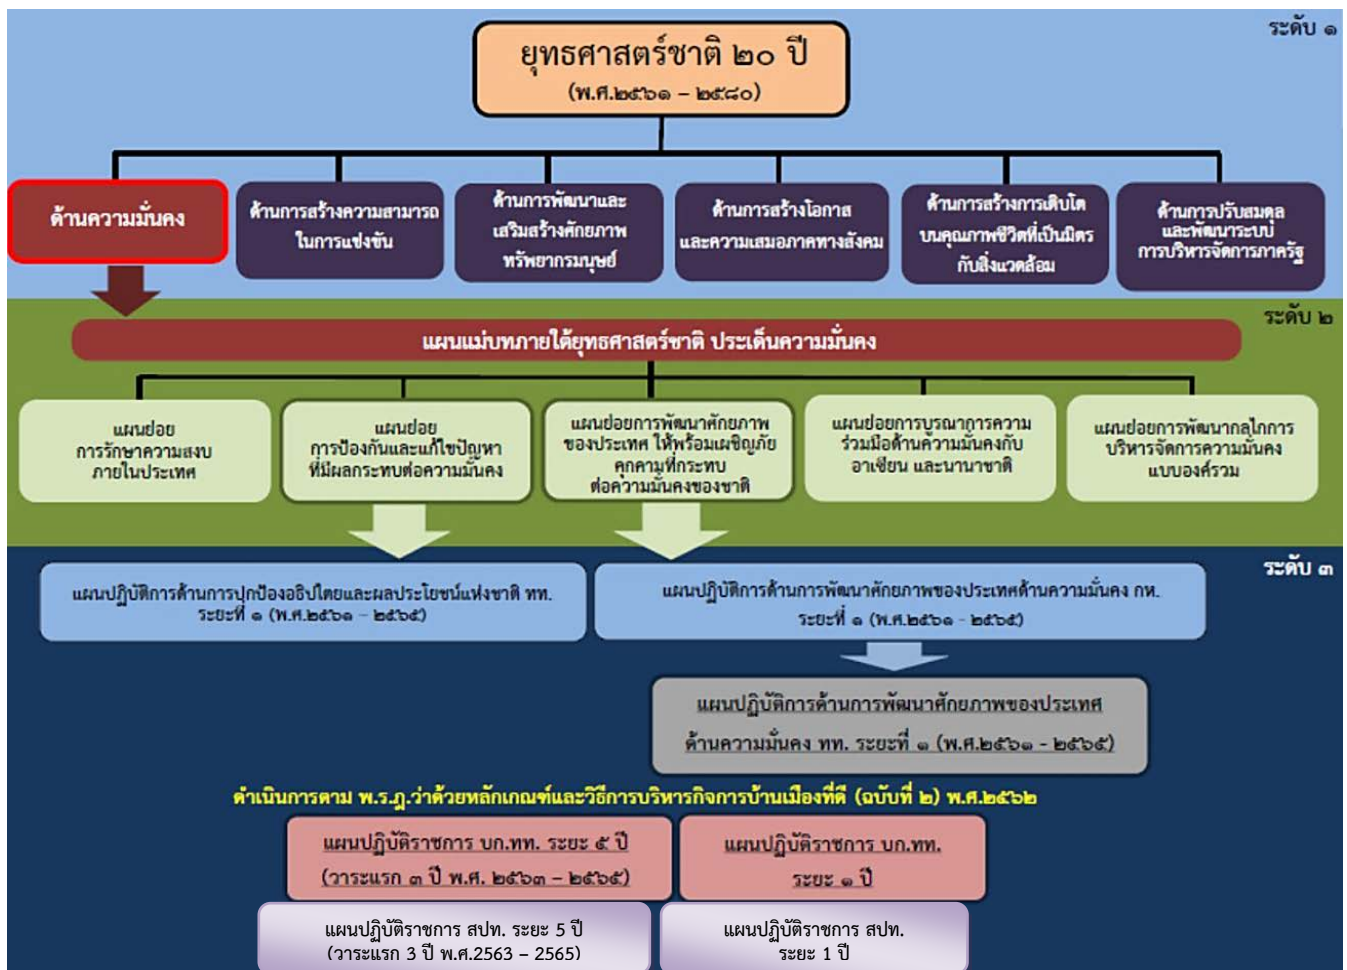 ระดับ ๑
ยุทธศาสตร์ชาติ ๒๐ ปี
(พ.ศ.๒๕๖๑ – ๒๕๘๐)
ด้านความมั่นคง
ด้านการสร้างความสามารถ
ในการแข่งขัน
ด้านการพัฒนาและ
เสริมสร้างศักยภาพ
ทรัพยากรมนุษย์
ด้านการสร้างโอกาส
และความเสมอภาคทางสังคม
ด้านการสร้างการเติบโต
บนคุณภาพชีวิตที่เป็นมิตร
กับสิ่งแวดล้อม
ด้านการปรับสมดุล
และพัฒนาระบบ
การบริหารจัดการภาครัฐ
ระดับ ๒
แผนแม่บทภายใต้ยุทธศาสตร์ชาติ ประเด็นความมั่นคง
แผนย่อย
การรักษาความสงบ
ภายในประเทศ
แผนย่อย
การป้องกันและแก้ไขปัญหา
ที่มีผลกระทบต่อความมั่นคง
แผนย่อยการพัฒนาศักยภาพ
ของประเทศ ให้พร้อมเผชิญภัย
คุกคามที่กระทบ
ต่อความมั่นคงของชาติ
แผนย่อยการบูรณาการความ
ร่วมมือด้านความมั่นคงกับ
อาเซียน และนานาชาติ
แผนย่อยการพัฒนากลไกการ
บริหารจัดการความมั่นคง
แบบองค์รวม
ระดับ ๓
แผนปฏิบัติการด้านการปกป้องอธิปไตยและผลประโยชน์แห่งชาติ ทท.
ระยะที่ ๑ (พ.ศ.๒๕๖๑ – ๒๕๖๕)
แผนปฏิบัติการด้านการพัฒนาศักยภาพของประเทศด้านความมั่นคง กห.
ระยะที่ ๑ (พ.ศ.๒๕๖๑ - ๒๕๖๕)
แผนปฏิบัติการด้านการพัฒนาศักยภาพของประเทศ
ด้านความมั่นคง ทท. ระยะที่ ๑ (พ.ศ.๒๕๖๑ - ๒๕๖๕)
ดำเนินการตาม พ.ร.ฎ.ว่าด้วยหลักเกณฑ์และวิธีการบริหารกิจการบ้านเมืองที่ดี (ฉบับที่ ๒) พ.ศ.๒๕๖๒
แผนปฏิบัติราชการ บก.ทท. ระยะ ๕ ปี
(วาระแรก ๓ ปี พ.ศ. ๒๕๖๓ – ๒๕๖๕)
แผนปฏิบัติราชการ บก.ทท.
ระยะ ๑ ปี
แผนปฏิบัติราชการ สปท. ระยะ 5 ปี
(วาระแรก 3 ปี พ.ศ.2563 – 2565)
แผนปฏิบัติราชการ สปท.
ระยะ 1 ปี